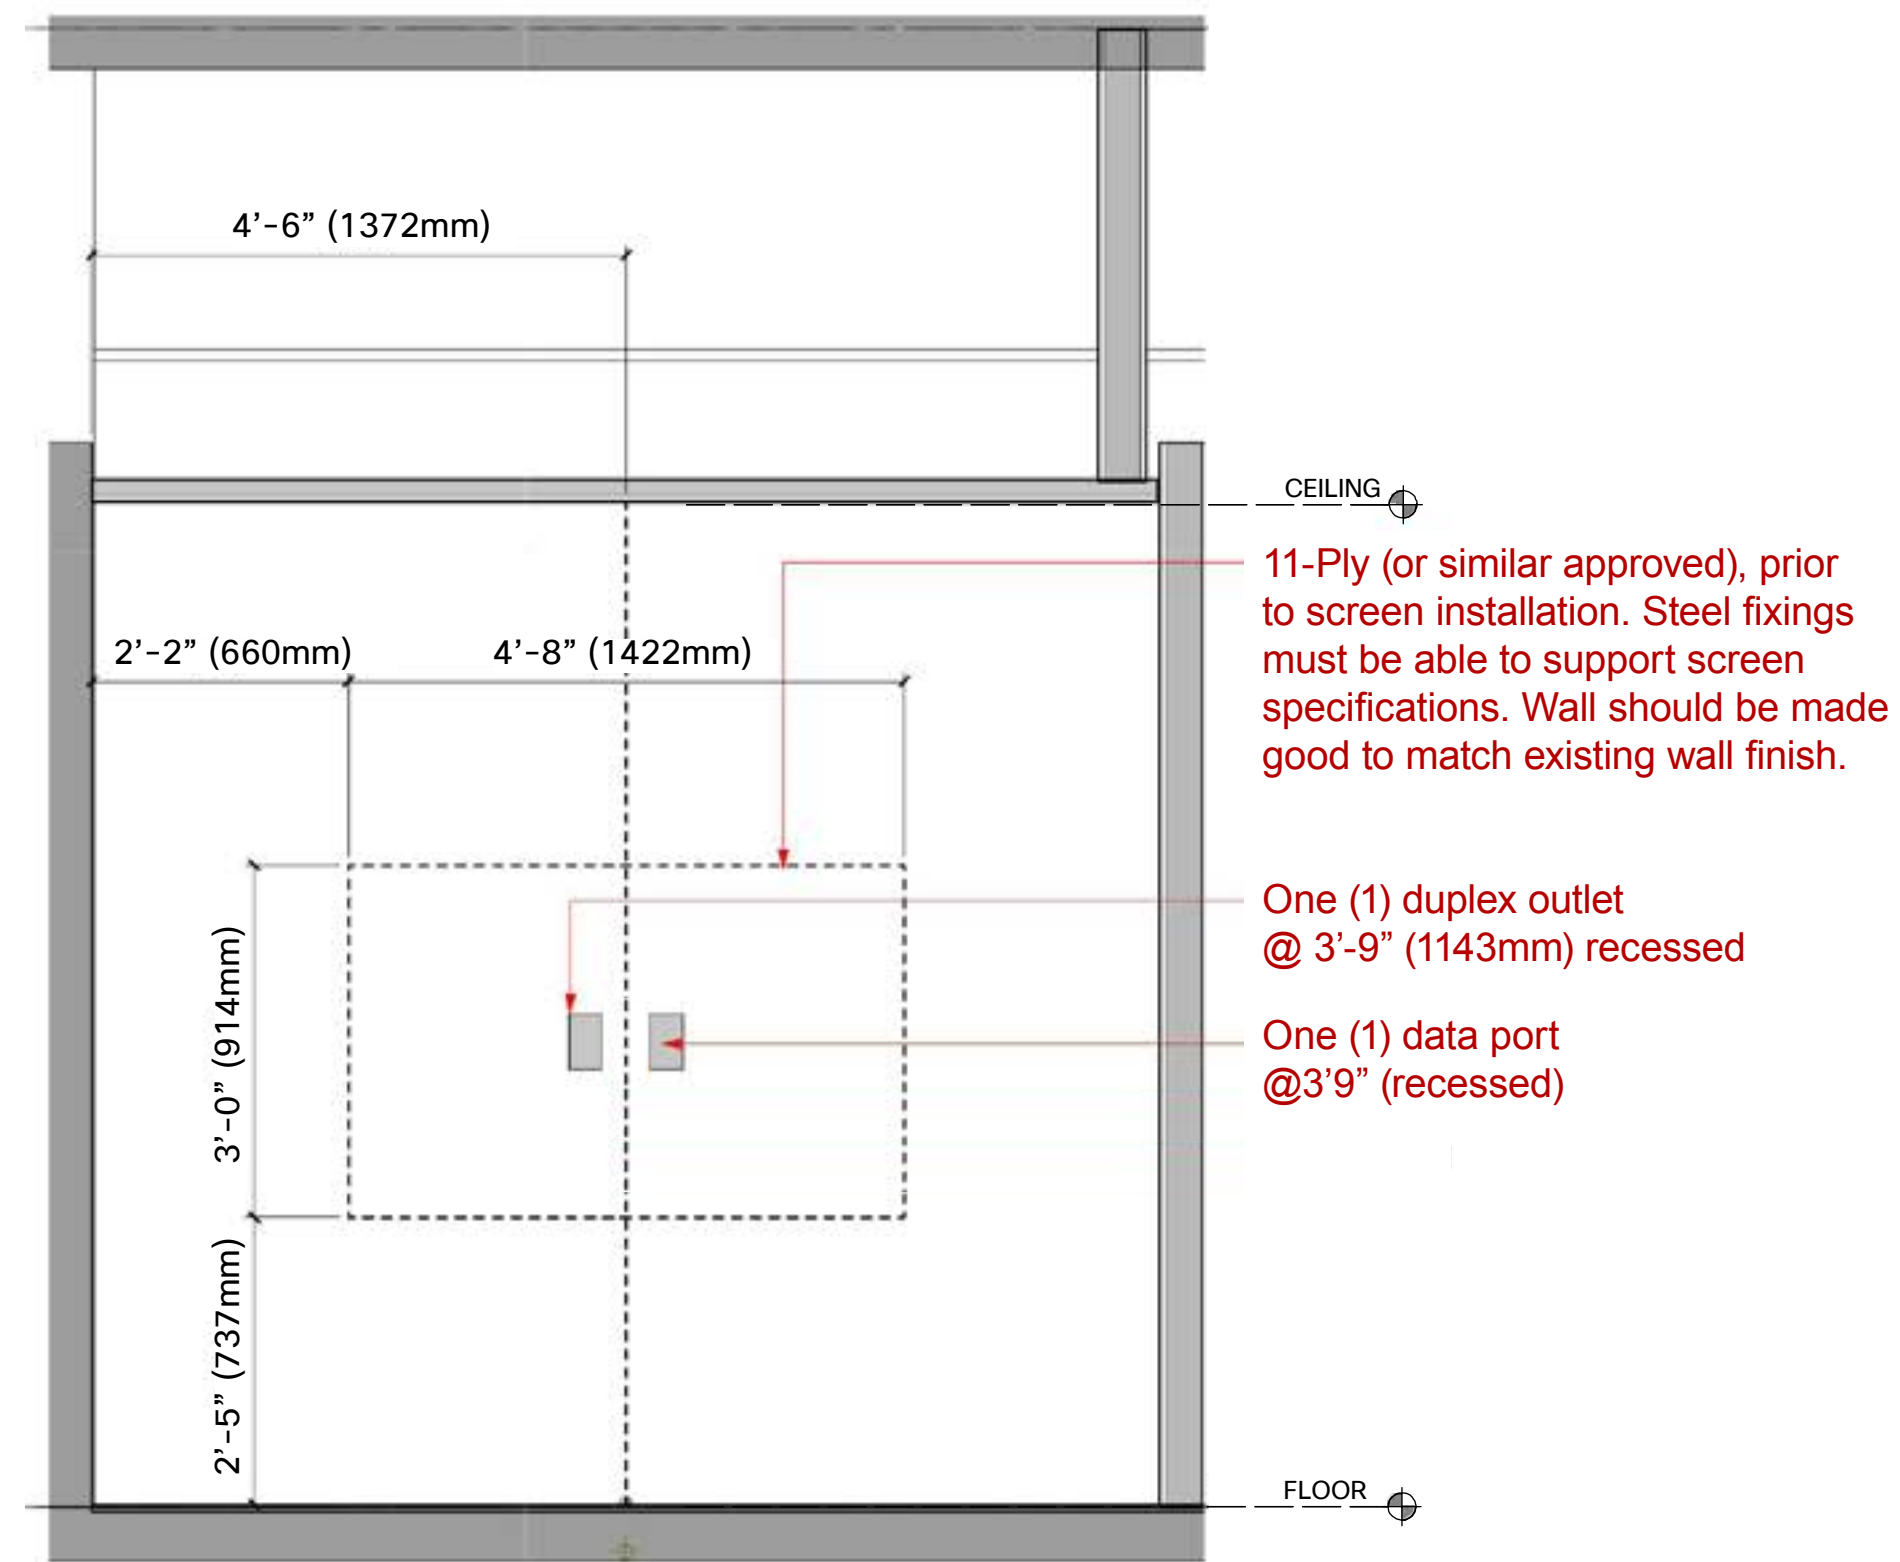 4’-6” (1372mm)
CEILING
11-Ply (or similar approved), prior
to screen installation. Steel fixings
must be able to support screen
specifications. Wall should be made
good to match existing wall finish.
2’-2” (660mm)
4’-8” (1422mm)
One (1) duplex outlet
@ 3’-9” (1143mm) recessed
3’-0” (914mm)
One (1) data port
@3’9” (recessed)
2’-5” (737mm)
FLOOR